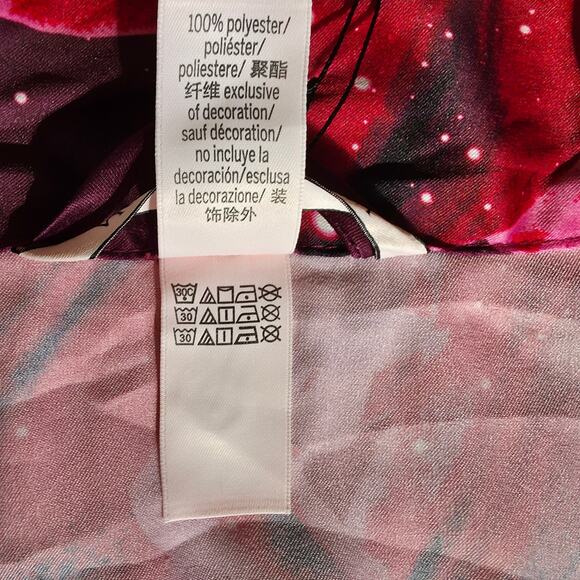 100% polyester/
poliéster/
poliestere/ 聚酯
纤维 exclusive
of decoration/
sauf décoration/
no incluye la
decoración/esclusa
la decorazione/ 装
饰除外
30C
30
30